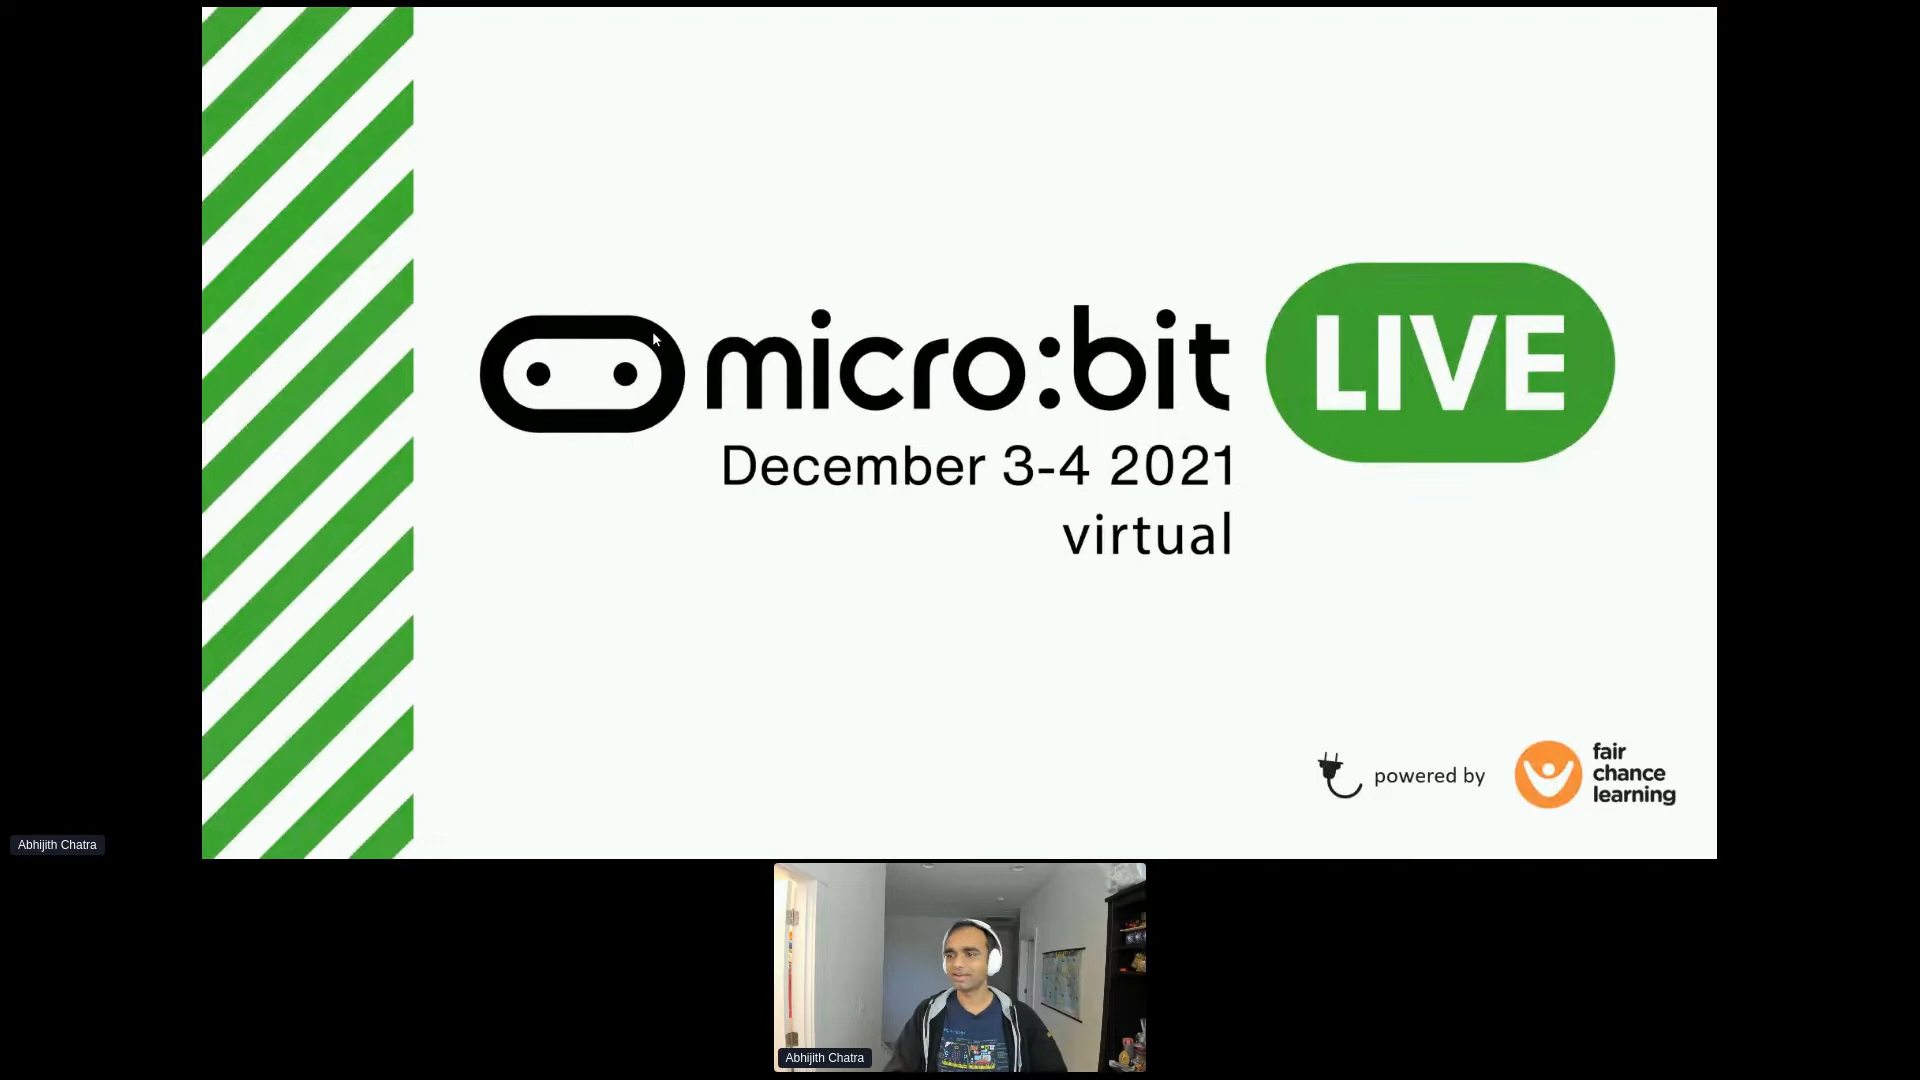 micro:bit LIVE
December 3-4 2021
virtual
powered by
fair
chance
learning
Abhijith Chatra
Abhijith Chatra